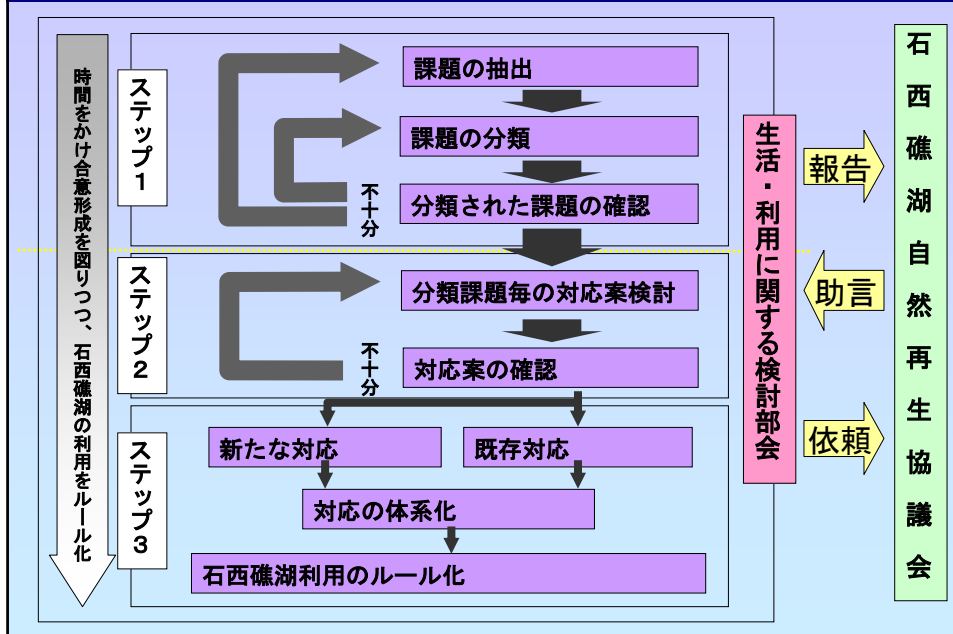 時間をかけ合意形成を図りつつ、石西礁湖の利用をルール化
ステップ1
課題の抽出
課題の分類
分類された課題の確認
不十分
ステップ2
分類課題毎の対応案検討
対応案の確認
不十分
ステップ3
新たな対応
既存対応
対応の体系化
石西礁湖利用のルール化
生活・利用に関する検討部会
報告
助言
依頼
石西礁湖自然再生協議会